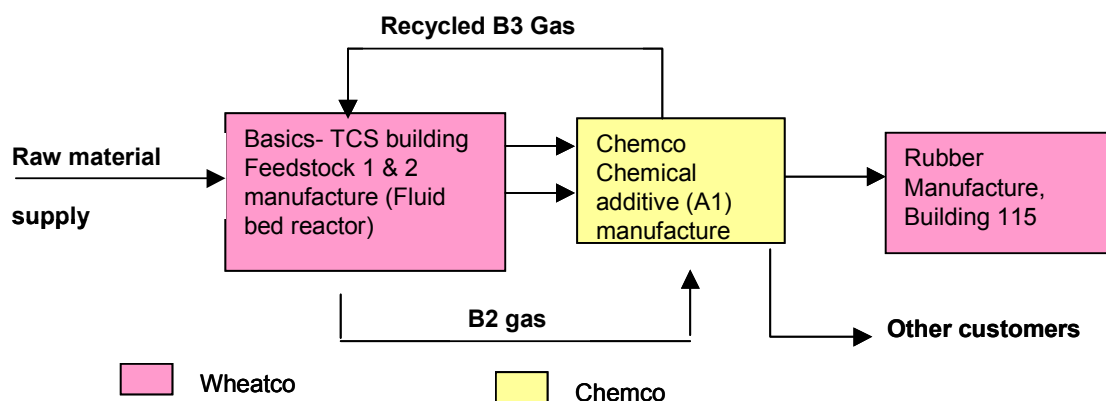 Recycled B3 Gas
Raw material
supply
Basics- TCS building
Feedstock 1 & 2
manufacture (Fluid
bed reactor)
Chemco
Chemical
additive (A1)
manufacture
Rubber
Manufacture,
Building 115
B2 gas
Other customers
Wheatco
Chemco